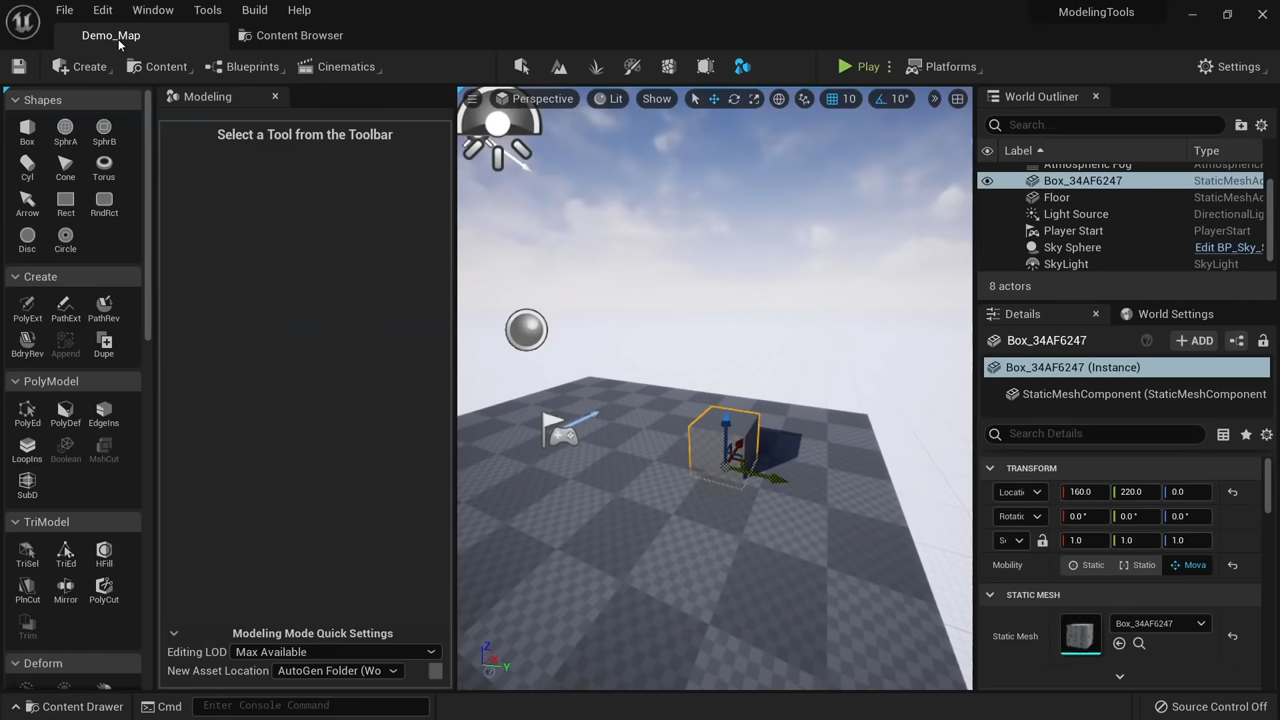 File Edit Window Tools Build Help
ModelingTools
Demo_Map
Content Browser
Create
Content
Blueprints
Cinematics
Play
Platforms
Settings
Shapes
Box SphrA SphrB
Cyl Cone Torus
Arrow Rect RndRct
Disc Circle
Create
PolyExt PathExt PathRev
BdryRev Append Dupe
PolyModel
PolyEd PolyDef EdgeIns
LoopIns Boolean MshCut
SubD
TriModel
TriSel TriEd HFill
PlnCut Mirror PolyCut
Trim
Deform
Modeling
Select a Tool from the Toolbar
Modeling Mode Quick Settings
Editing LOD Max Available
New Asset Location AutoGen Folder (Wo
Perspective Lit Show 10 10°
Z
X
Y
World Outliner
Search...
Label Type
Atmospheric Fog Atmospheric
Box_34AF6247 StaticMeshAc
Floor StaticMeshAc
Light Source DirectionalLig
Player Start PlayerStart
Sky Sphere Edit BP_Sky_S
SkyLight SkyLight
8 actors
Details
World Settings
Box_34AF6247 ADD
Box_34AF6247 (Instance)
StaticMeshComponent (StaticMeshComponent
Search Details
TRANSFORM
Locati 160.0 220.0 0.0
Rotatic 0.0° 0.0° 0.0°
1.0 1.0 1.0
Mobility Static Statio Mova
STATIC MESH
Static Mesh Box_34AF6247
Content Drawer
Cmd
Enter Console Command
Source Control Off